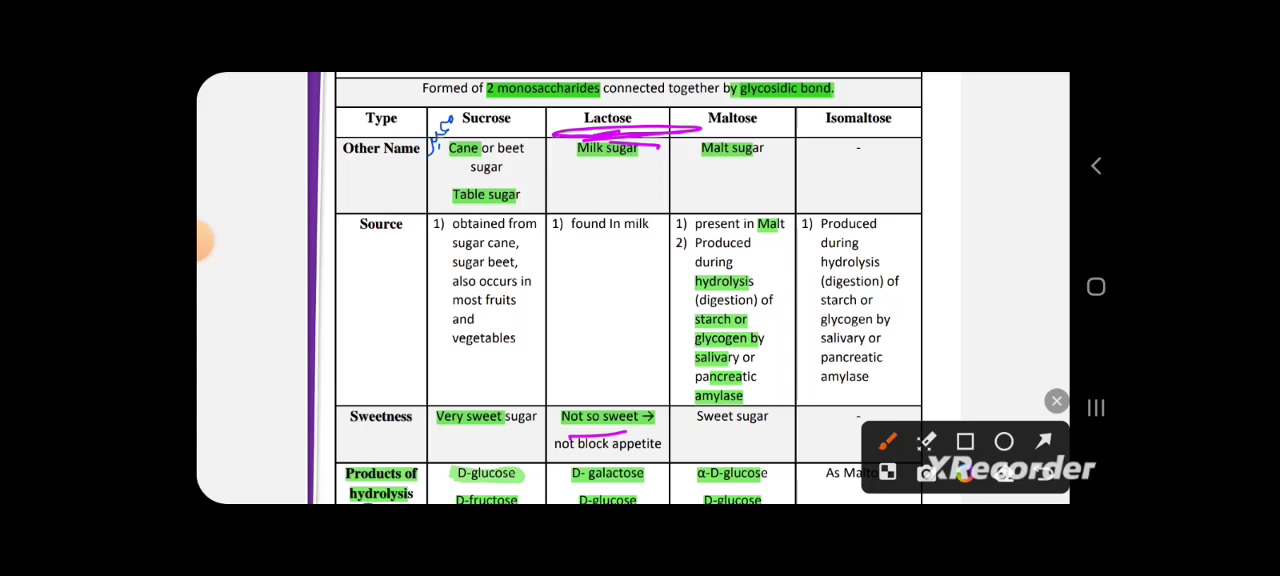 Formed of 2 monosaccharides connected together by glycosidic bond.
Type Sucrose Lactose Maltose Isomaltose
Other Name
Cane or beet
sugar
Table sugar
Milk sugar
Malt sugar
-
Source
1) obtained from
sugar cane,
sugar beet,
also occurs in
most fruits
and
vegetables
1) found In milk
1) present in Malt
2) Produced
during
hydrolysis
(digestion) of
starch or
glycogen by
salivary or
pancreatic
amylase
1) Produced
during
hydrolysis
(digestion) of
starch or
glycogen by
salivary or
pancreatic
amylase
Sweetness
Very sweet sugar
Not so sweet →
not block appetite
Sweet sugar
-
Products of
hydrolysis
D-glucose
D-fructose
D- galactose
D-glucose
α-D-glucose
D-glucose
As Malto
XRecorder